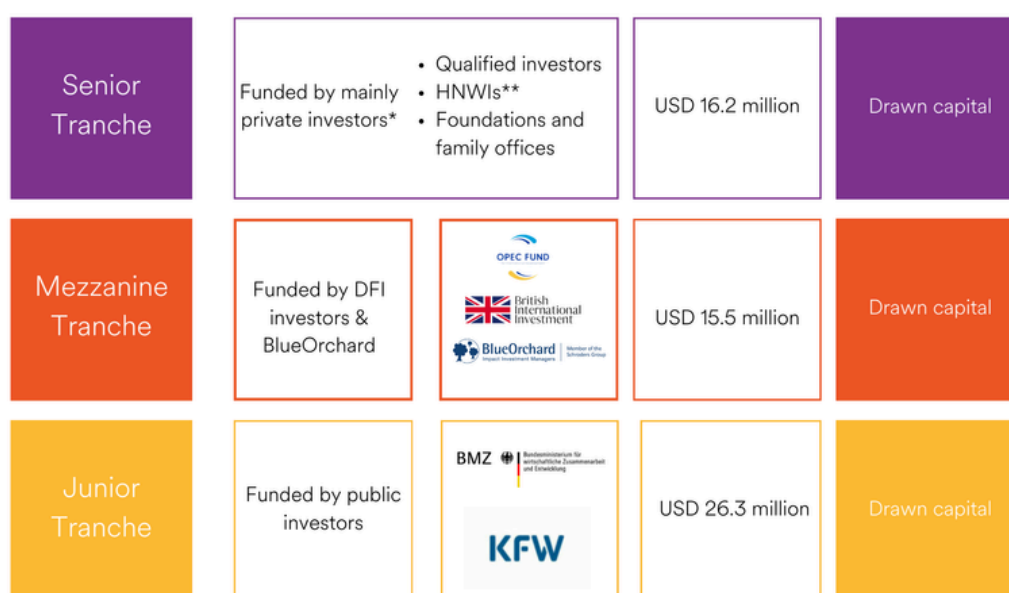 Senior
Tranche
Funded by mainly
private investors*
• Qualified investors
• HNWIs**
• Foundations and
family offices
USD 16.2 million
Drawn capital
Mezzanine
Tranche
Funded by DFI
investors &
BlueOrchard
OPEC FUND
British
International
Investment
BlueOrchard
Impact Investment Managers
Member of the
Schroders Group
USD 15.5 million
Drawn capital
Junior
Tranche
Funded by public
investors
BMZ
Bundesministerium für
wirtschaftliche Zusammenarbeit
und Entwicklung
KFW
USD 26.3 million
Drawn capital